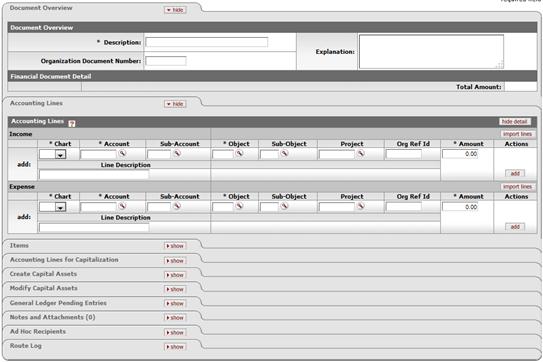 * required field
Document Overview hide
Document Overview
* Description: Explanation:
Organization Document Number:
Financial Document Detail
Total Amount:
Accounting Lines hide
Accounting Lines ? hide detail
Income import lines
* Chart * Account Sub-Account * Object Sub-Object Project Org Ref Id * Amount Actions
add: 0.00
Line Description
add
Expense import lines
* Chart * Account Sub-Account * Object Sub-Object Project Org Ref Id * Amount Actions
add: 0.00
Line Description
add
Items show
Accounting Lines for Capitalization show
Create Capital Assets show
Modify Capital Assets show
General Ledger Pending Entries show
Notes and Attachments (0) show
Ad Hoc Recipients show
Route Log show